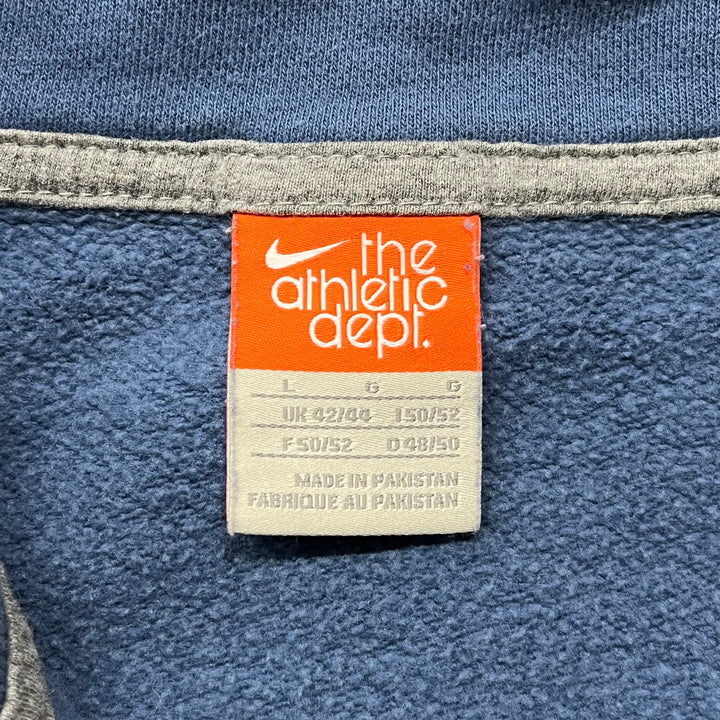 the
athletic
dept.
L G G
UK 42/44 I 50/52
F 50/52 D 48/50
MADE IN PAKISTAN
FABRIQUE AU PAKISTAN